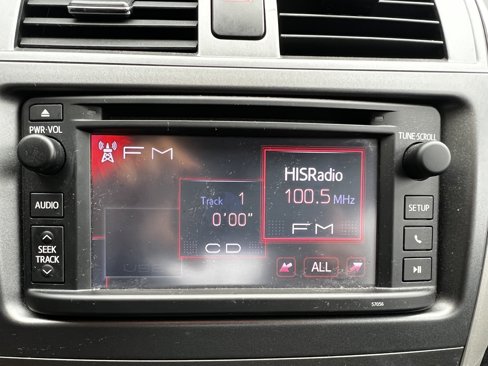 PWR·VOL
TUNE·SCROLL
FM
HISRadio
100.5 MHz
FM
Track 1
0'00"
CD
USB
AUDIO
SEEK
TRACK
SETUP
ALL
57056